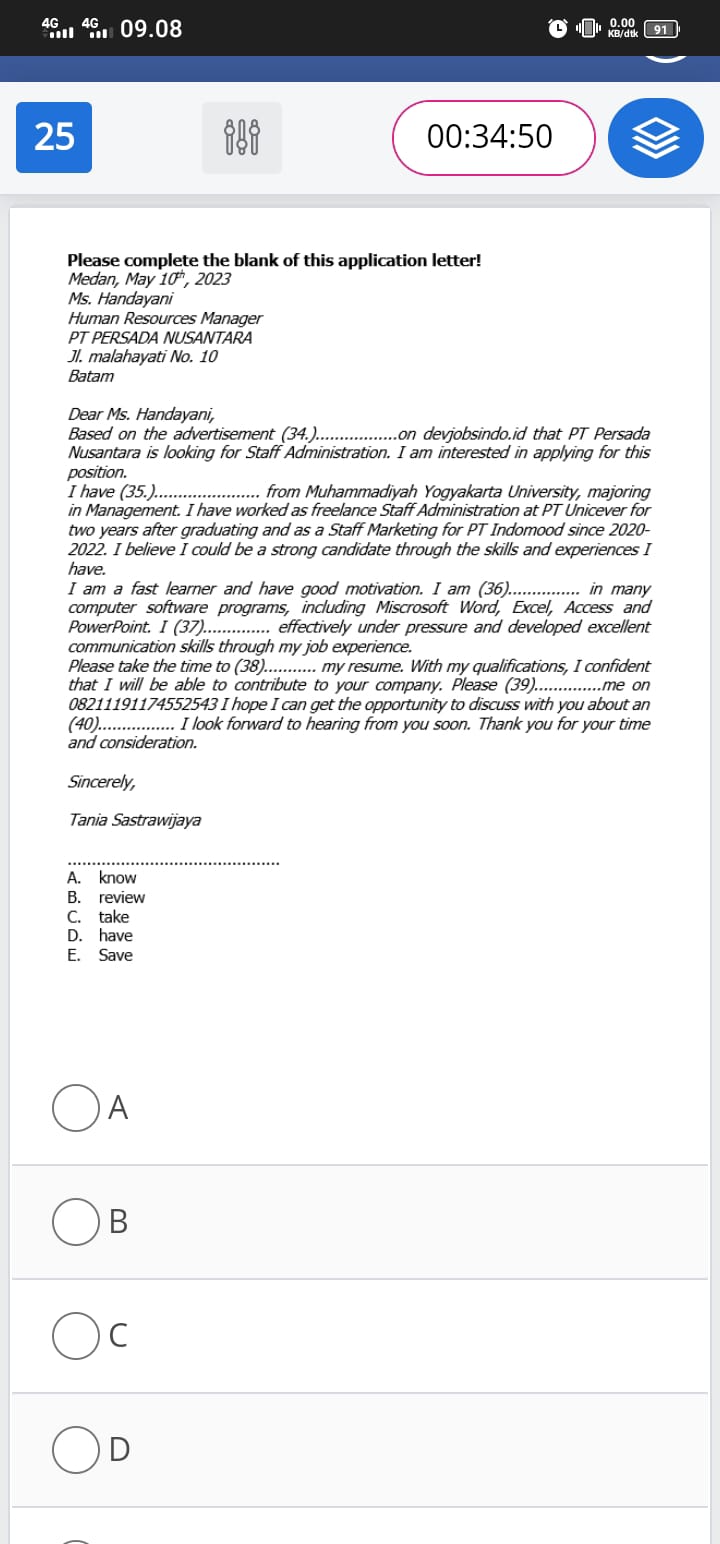 4G 4G 09.08 0.00 KB/dtk 91
25 00:34:50
Please complete the blank of this application letter!
Medan, May 10th, 2023
Ms. Handayani
Human Resources Manager
PT PERSADA NUSANTARA
Jl. malahayati No. 10
Batam
Dear Ms. Handayani,
Based on the advertisement (34.).................on devjobsindo.id that PT Persada
Nusantara is looking for Staff Administration. I am interested in applying for this
position.
I have (35.)...................... from Muhammadiyah Yogyakarta University, majoring
in Management. I have worked as freelance Staff Administration at PT Unicever for
two years after graduating and as a Staff Marketing for PT Indomood since 2020-
2022. I believe I could be a strong candidate through the skills and experiences I
have.
I am a fast learner and have good motivation. I am (36)............... in many
computer software programs, including Miscrosoft Word, Excel, Access and
PowerPoint. I (37).............. effectively under pressure and developed excellent
communication skills through my job experience.
Please take the time to (38)........... my resume. With my qualifications, I confident
that I will be able to contribute to your company. Please (39)..............me on
08211191174552543 I hope I can get the opportunity to discuss with you about an
(40)................ I look forward to hearing from you soon. Thank you for your time
and consideration.
Sincerely,
Tania Sastrawijaya
............................................
A. know
B. review
C. take
D. have
E. Save
A
B
C
D